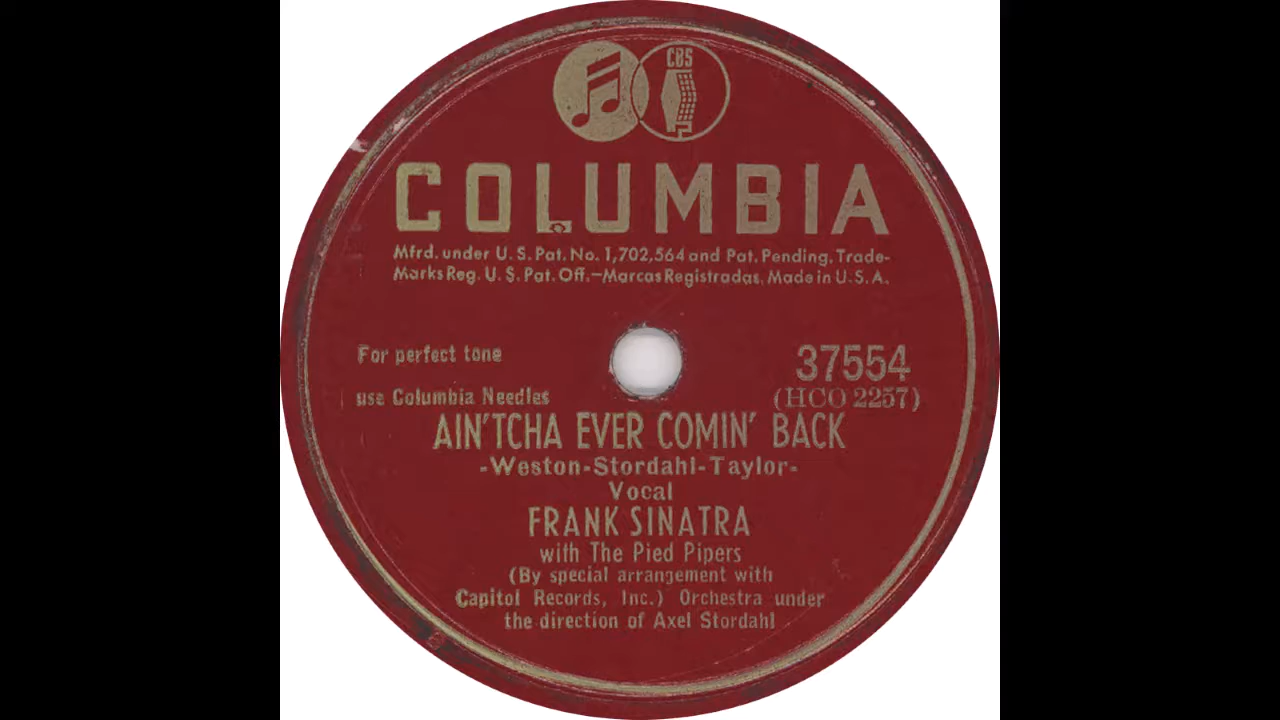 CBS
COLUMBIA
Mfrd. under U. S. Pat. No. 1,702,564 and Pat. Pending. Trade-
Marks Reg. U. S. Pat. Off.—Marcas Registradas. Made in U. S. A.
For perfect tone
use Columbia Needles
37554
(HCO 2257)
AIN'TCHA EVER COMIN' BACK
-Weston-Stordahl-Taylor-
Vocal
FRANK SINATRA
with The Pied Pipers
(By special arrangement with
Capitol Records, Inc.) Orchestra under
the direction of Axel Stordahl